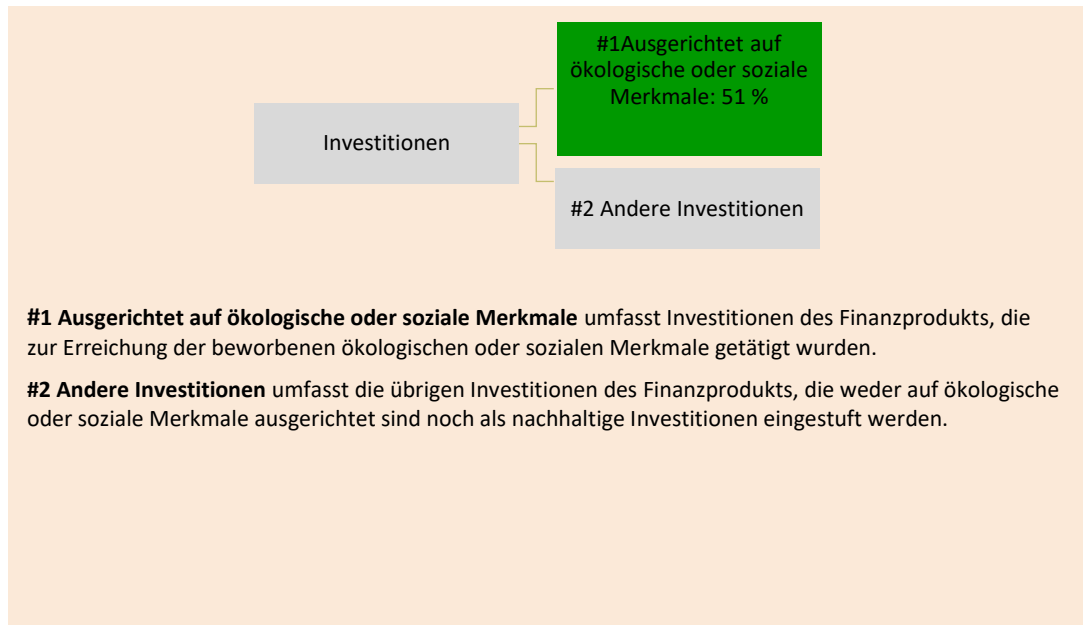 #1Ausgerichtet auf
ökologische oder soziale
Merkmale: 51 %
Investitionen
#2 Andere Investitionen
#1 Ausgerichtet auf ökologische oder soziale Merkmale umfasst Investitionen des Finanzprodukts, die
zur Erreichung der beworbenen ökologischen oder sozialen Merkmale getätigt wurden.
#2 Andere Investitionen umfasst die übrigen Investitionen des Finanzprodukts, die weder auf ökologische
oder soziale Merkmale ausgerichtet sind noch als nachhaltige Investitionen eingestuft werden.